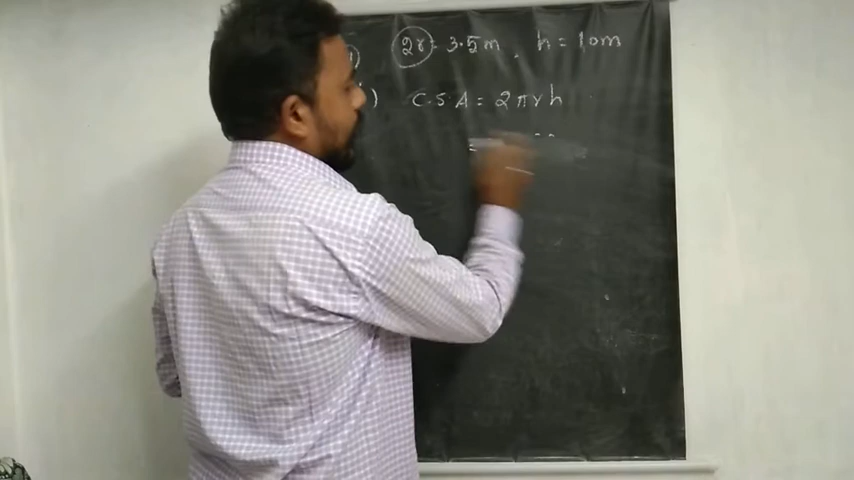 ) 2r = 3.5m, h = 10m
) C.S.A = 2πrh
=